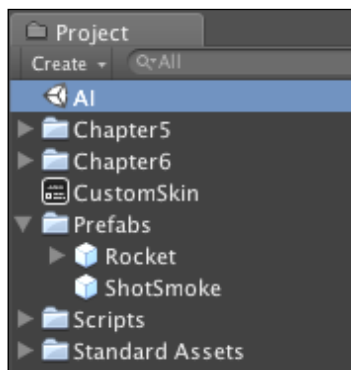 Project
Create All
AI
Chapter5
Chapter6
CustomSkin
Prefabs
Rocket
ShotSmoke
Scripts
Standard Assets